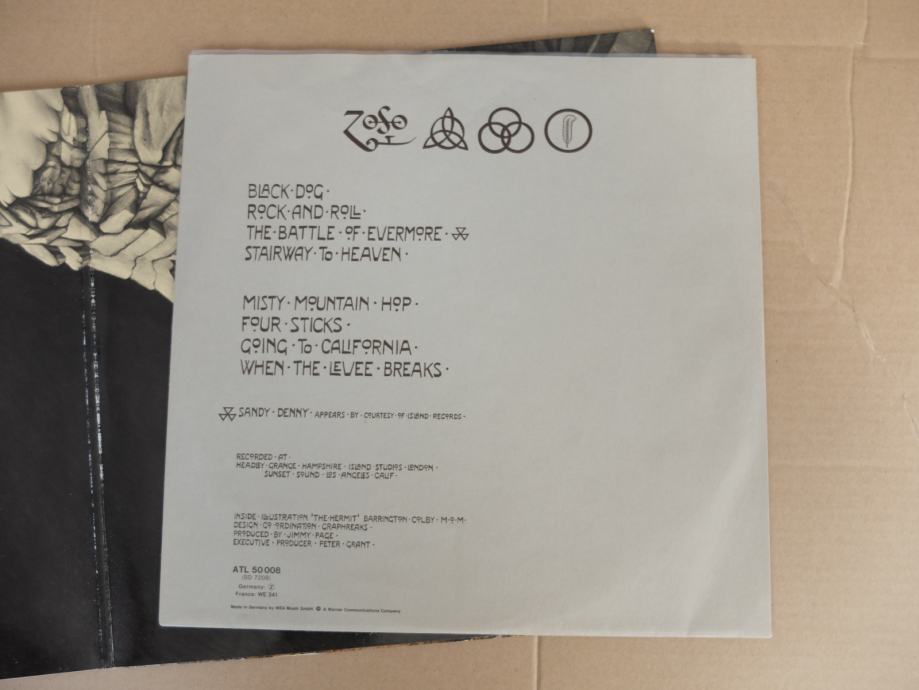 ZOSO
BLACK · DOG ·
ROCK · AND · ROLL ·
THE · BATTLE · OF · EVERMORE ·
STAIRWAY · TO · HEAVEN ·
MISTY · MOUNTAIN · HOP ·
FOUR · STICKS ·
GOING · TO · CALIFORNIA ·
WHEN · THE · LEVEE · BREAKS ·
SANDY · DENNY · APPEARS · BY · COURTESY · OF · ISLAND · RECORDS ·
RECORDED · AT ·
HEADLEY · GRANGE · HAMPSHIRE · ISLAND · STUDIOS · LONDON ·
SUNSET · SOUND · LOS · ANGELES · CALIF ·
INSIDE · ILLUSTRATION 'THE · HERMIT' BARRINGTON · COLBY · M·O·M·
DESIGN · CO·ORDINATION · GRAPHREAKS ·
PRODUCED · BY · JIMMY · PAGE ·
EXECUTIVE · PRODUCER · PETER · GRANT ·
ATL 50008
(SD 7208)
Germany: Ⓩ
France: WE 341
Made in Germany by WEA Musik GmbH Ⓟ A Warner Communications Company